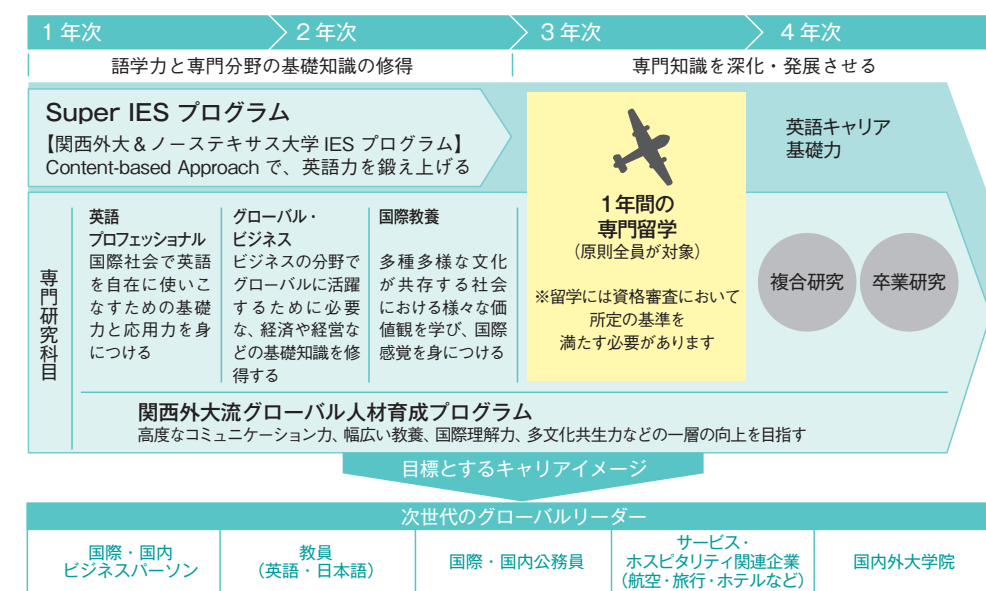 1 年次
2 年次
3 年次
4 年次
語学力と専門分野の基礎知識の修得
専門知識を深化・発展させる
Super IES プログラム
【関西外大＆ノーステキサス大学 IES プログラム】
Content-based Approach で、英語力を鍛え上げる
英語キャリア
基礎力
1年間の
専門留学
（原則全員が対象）
※留学には資格審査において
所定の基準を
満たす必要があります
専門研究科目
英語
プロフェッショナル
国際社会で英語
を自在に使いこ
なすための基礎
力と応用力を身
につける
グローバル・
ビジネス
ビジネスの分野で
グローバルに活躍
するために必要
な、経済や経営な
どの基礎知識を修
得する
国際教養
多種多様な文化
が共存する社会
における様々な価
値観を学び、国際
感覚を身につける
複合研究
卒業研究
関西外大流グローバル人材育成プログラム
高度なコミュニケーション力、幅広い教養、国際理解力、多文化共生力などの一層の向上を目指す
目標とするキャリアイメージ
次世代のグローバルリーダー
国際・国内
ビジネスパーソン
教員
（英語・日本語）
国際・国内公務員
サービス・
ホスピタリティ関連企業
（航空・旅行・ホテルなど）
国内外大学院